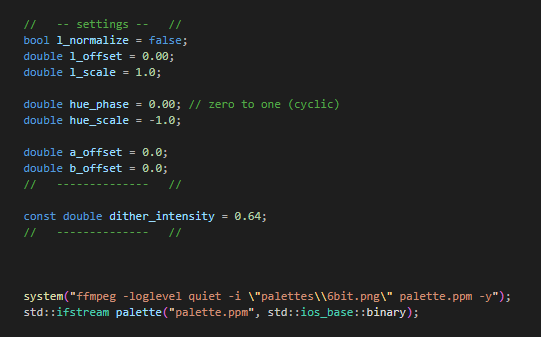 //   -- settings --   //
bool l_normalize = false;
double l_offset = 0.00;
double l_scale = 1.0;
double hue_phase = 0.00; // zero to one (cyclic)
double hue_scale = -1.0;
double a_offset = 0.0;
double b_offset = 0.0;
//   --------------   //
const double dither_intensity = 0.64;
//   --------------   //
system("ffmpeg -loglevel quiet -i \"palettes\\6bit.png\" palette.ppm -y");
std::ifstream palette("palette.ppm", std::ios_base::binary);